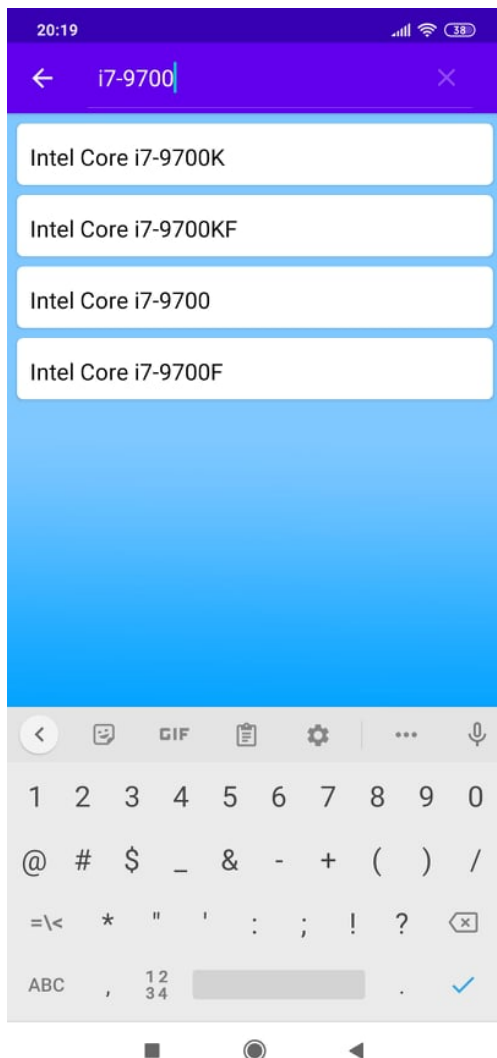 20:19
38
i7-9700
Intel Core i7-9700K
Intel Core i7-9700KF
Intel Core i7-9700
Intel Core i7-9700F
GIF
1 2 3 4 5 6 7 8 9 0
@ # $ _ & - + ( ) /
=\< * " ' : ; ! ?
ABC , 12 .
34